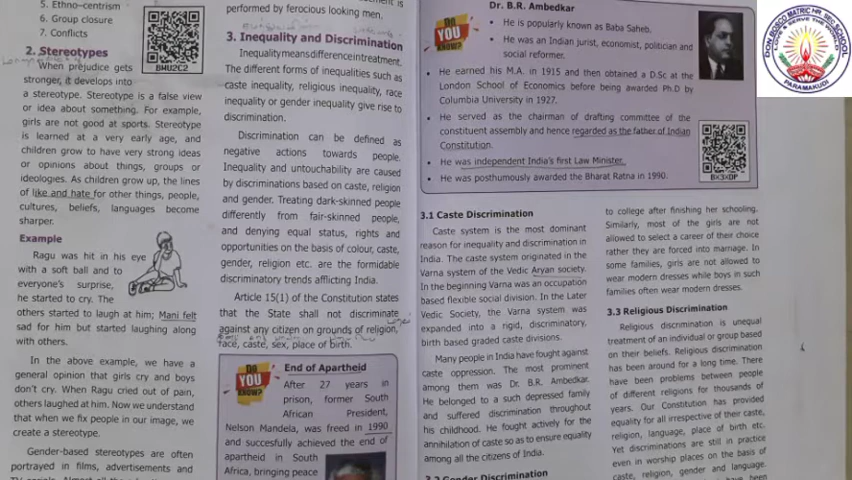 5. Ethno-centrism
6. Group closure
7. Conflicts
BWU2C2
2. Stereotypes
When prejudice gets
stronger, it develops into
a stereotype. Stereotype is a false view
or idea about something. For example,
girls are not good at sports. Stereotype
is learned at a very early age, and
children grow to have very strong ideas
or opinions about things, groups or
ideologies. As children grow up, the lines
of like and hate for other things, people,
cultures, beliefs, languages become
sharper.
Example
Ragu was hit in his eye
with a soft ball and to
everyone's surprise,
he started to cry. The
others started to laugh at him; Mani felt
sad for him but started laughing along
with others.
In the above example, we have a
general opinion that girls cry and boys
don't cry. When Ragu cried out of pain,
others laughed at him. Now we understand
that when we fix people in our image, we
create a stereotype.
Gender-based stereotypes are often
portrayed in films, advertisements and
performed by ferocious looking men.
3. Inequality and Discrimination
Inequality means difference in treatment.
The different forms of inequalities such as
caste inequality, religious inequality, race
inequality or gender inequality give rise to
discrimination.
Discrimination can be defined as
negative actions towards people.
Inequality and untouchability are caused
by discriminations based on caste, religion
and gender. Treating dark-skinned people
differently from fair-skinned people,
and denying equal status, rights and
opportunities on the basis of colour, caste,
gender, religion etc. are the formidable
discriminatory trends afflicting India.
Article 15(1) of the Constitution states
that the State shall not discriminate
against any citizen on grounds of religion,
race, caste, sex, place of birth.
DO YOU KNOW?
End of Apartheid
After 27 years in
prison, former South
African President,
Nelson Mandela, was freed in 1990
and succesfully achieved the end of
apartheid in South
Africa, bringing peace
DO YOU KNOW?
Dr. B.R. Ambedkar
• He is popularly known as Baba Saheb.
• He was an Indian jurist, economist, politician and
social reformer.
• He earned his M.A. in 1915 and then obtained a D.Sc at the
London School of Economics before being awarded Ph.D by
Columbia University in 1927.
• He served as the chairman of drafting committee of the
constituent assembly and hence regarded as the father of Indian
Constitution.
• He was independent India's first Law Minister.
• He was posthumously awarded the Bharat Ratna in 1990.
3.1 Caste Discrimination
Caste system is the most dominant
reason for inequality and discrimination in
India. The caste system originated in the
Varna system of the Vedic Aryan society.
In the beginning Varna was an occupation
based flexible social division. In the Later
Vedic Society, the Varna system was
expanded into a rigid, discriminatory,
birth based graded caste divisions.
Many people in India have fought against
caste oppression. The most prominent
among them was Dr. B.R. Ambedkar.
He belonged to a such depressed family
and suffered discrimination throughout
his childhood. He fought actively for the
annihilation of caste so as to ensure equality
among all the citizens of India.
3.2 Gender Discrimination
to college after finishing her schooling.
Similarly, most of the girls are not
allowed to select a career of their choice
rather they are forced into marriage. In
some families, girls are not allowed to
wear modern dresses while boys in such
families often wear modern dresses.
3.3 Religious Discrimination
Religious discrimination is unequal
treatment of an individual or group based
on their beliefs. Religious discrimination
has been around for a long time. There
have been problems between people
of different religions for thousands of
years. Our Constitution has provided
equality for all irrespective of their caste,
religion, language, place of birth etc.
Yet discriminations are still in practice
even in worship places on the basis of
caste, religion, gender and language.
DON BOSCO MATRIC HR. SEC. SCHOOL
PARAMAKUDI